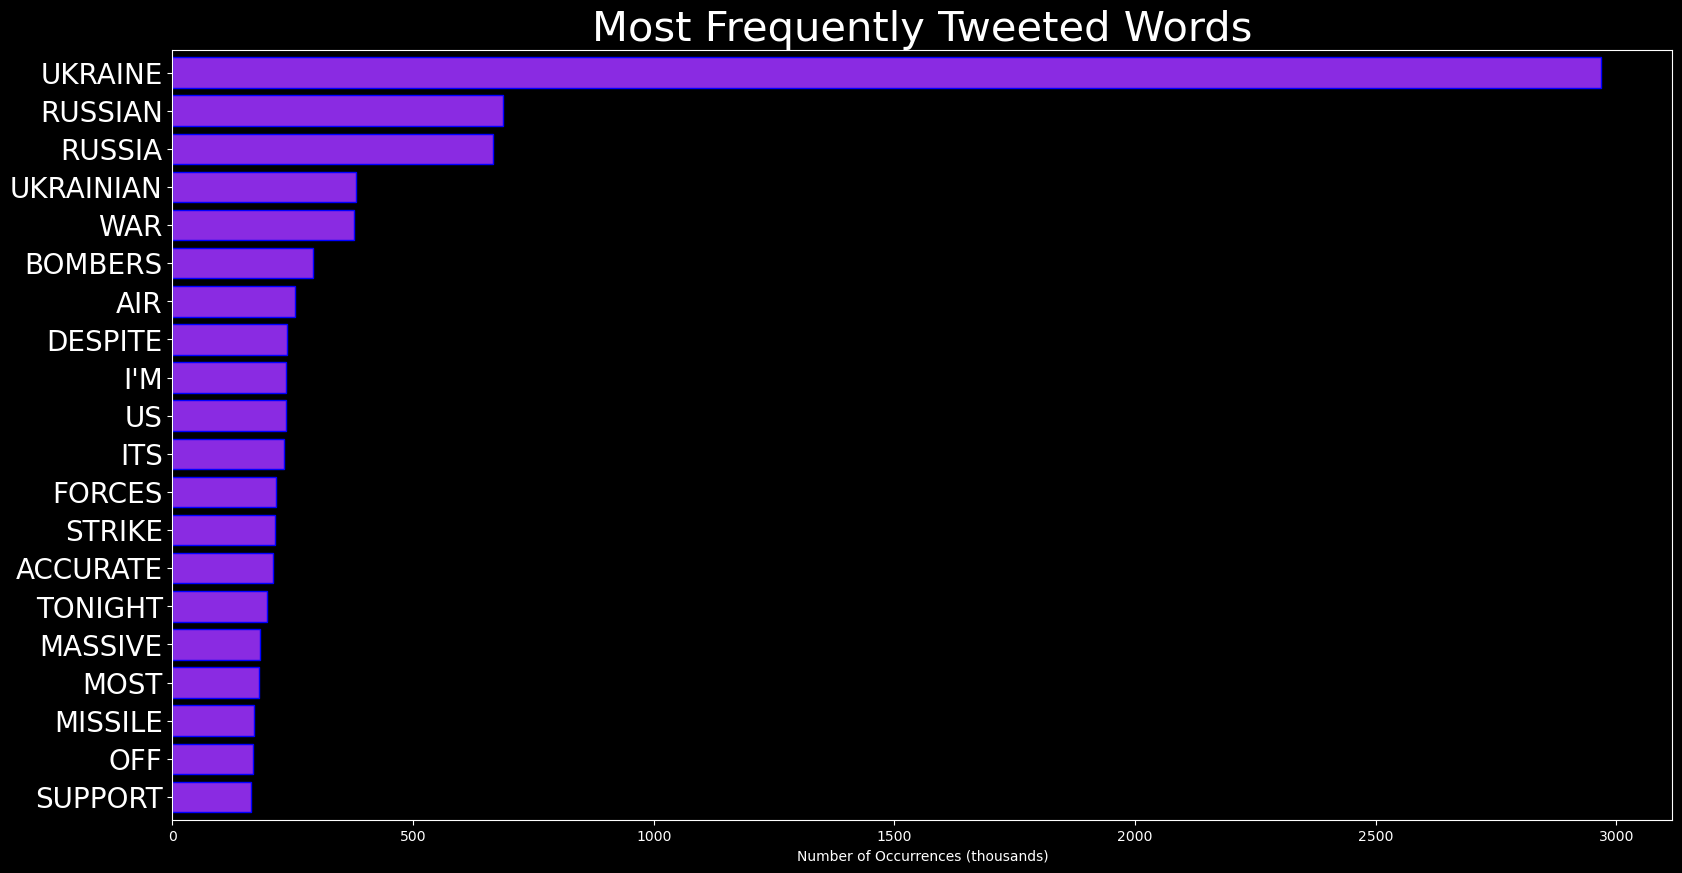 Most Frequently Tweeted Words
UKRAINE
RUSSIAN
RUSSIA
UKRAINIAN
WAR
BOMBERS
AIR
DESPITE
I'M
US
ITS
FORCES
STRIKE
ACCURATE
TONIGHT
MASSIVE
MOST
MISSILE
OFF
SUPPORT
0 500 1000 1500 2000 2500 3000
Number of Occurrences (thousands)